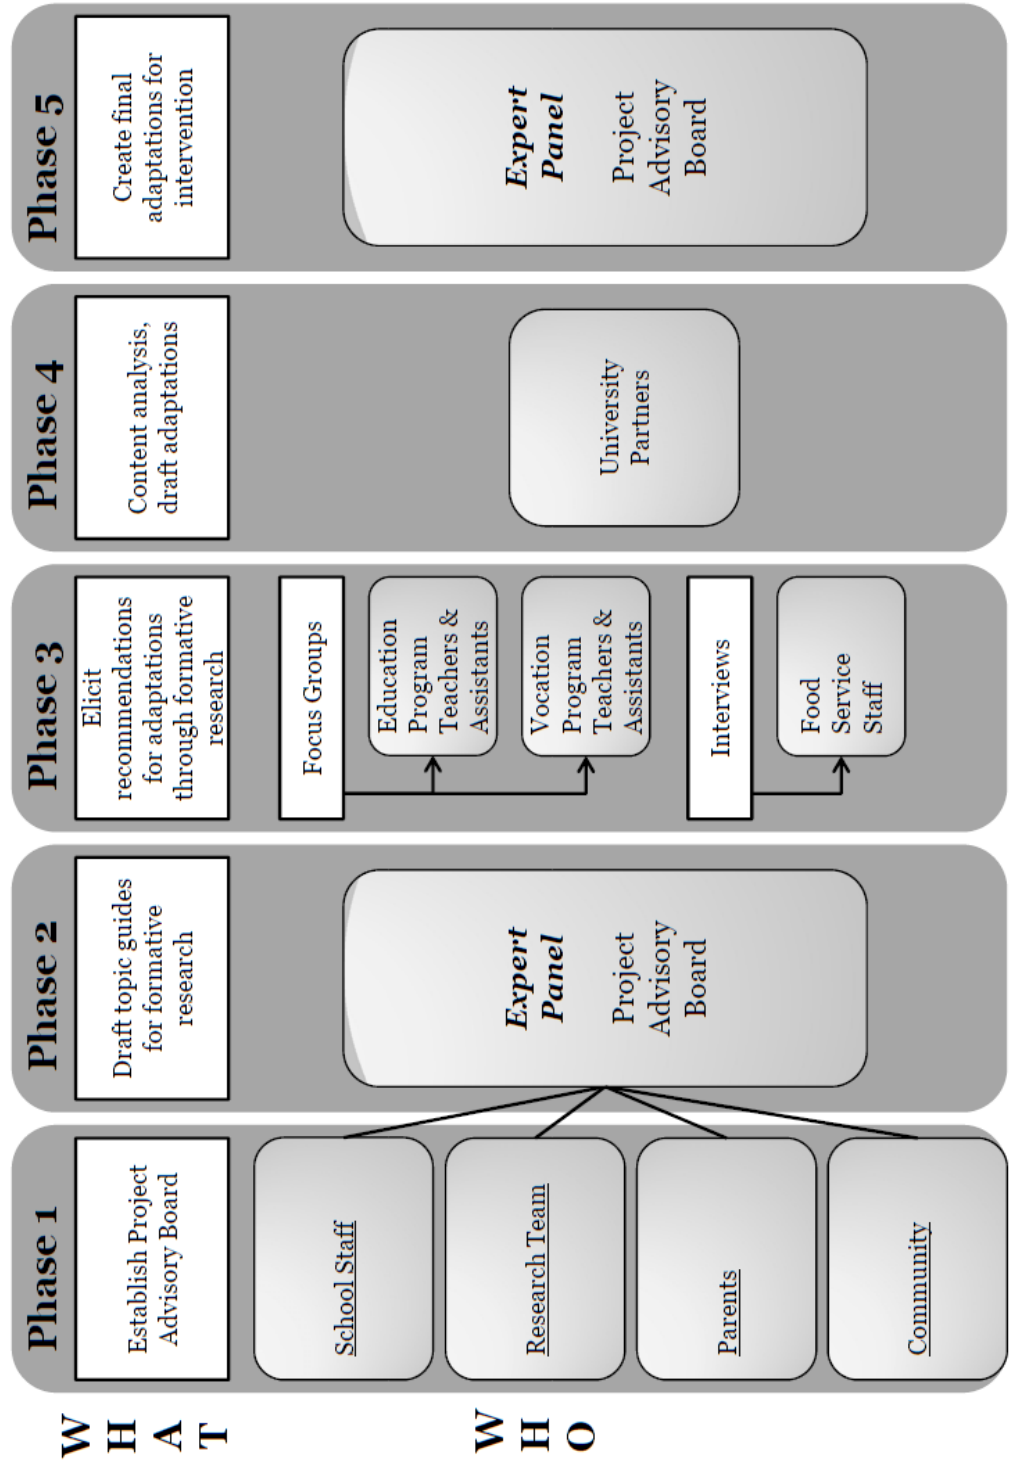 W
H
A
T
W
H
O
Phase 1
Establish Project
Advisory Board
School Staff
Research Team
Parents
Community
Phase 2
Draft topic guides
for formative
research
Expert
Panel
Project
Advisory
Board
Phase 3
Elicit
recommendations
for adaptations
through formative
research
Focus Groups
Education
Program
Teachers &
Assistants
Vocation
Program
Teachers &
Assistants
Interviews
Food
Service
Staff
Phase 4
Content analysis,
draft adaptations
University
Partners
Phase 5
Create final
adaptations for
intervention
Expert
Panel
Project
Advisory
Board